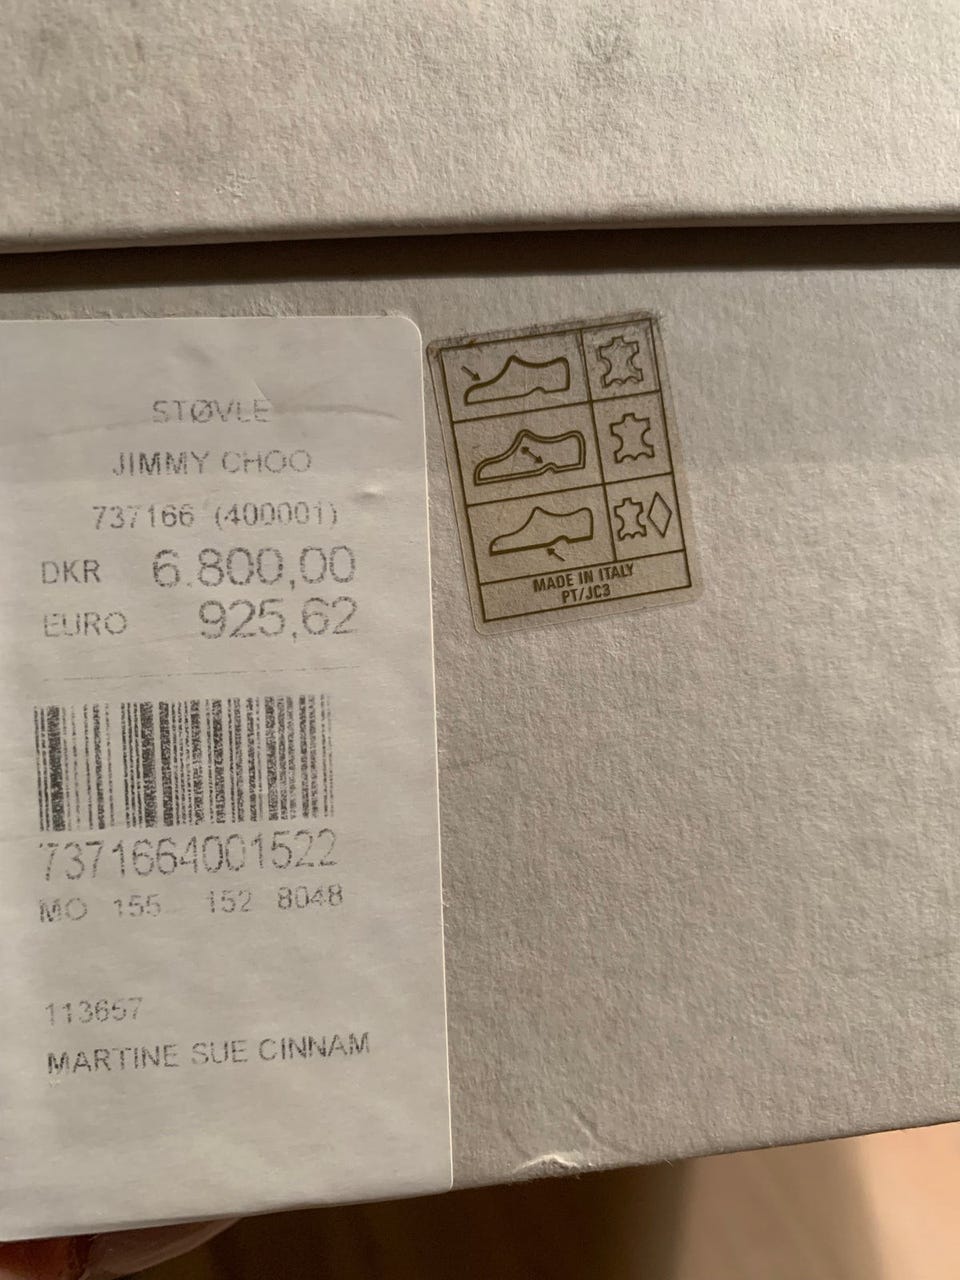 STØVLE
JIMMY CHOO
737166 (400001)
DKR 6.800,00
EURO 925,62
7371664001522
MO 155 152 8048
113657
MARTINE SUE CINNAM
MADE IN ITALY
PT/JC3